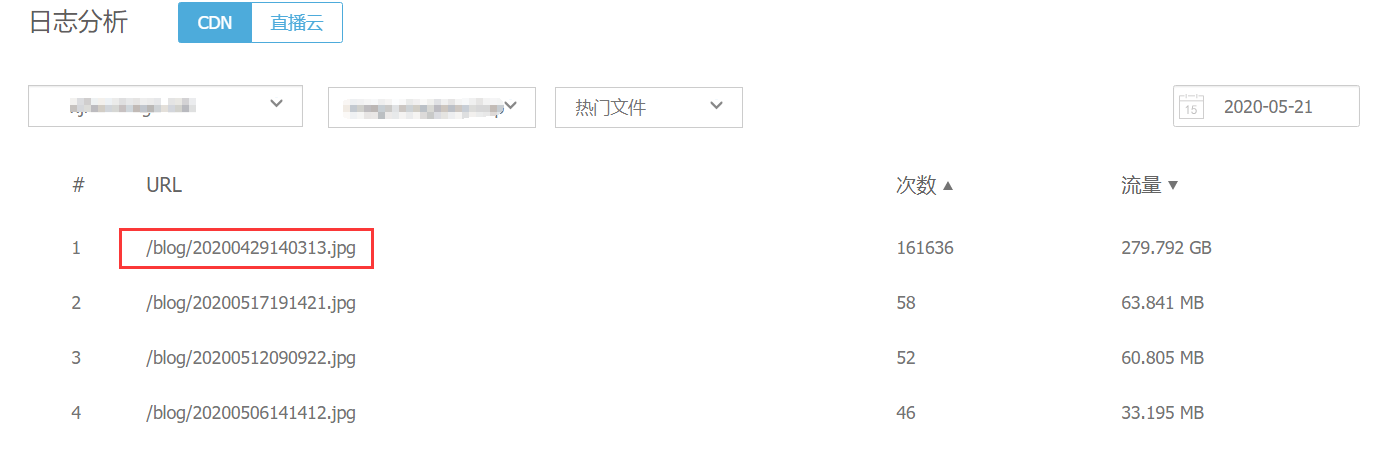 日志分析 CDN 直播云
热门文件 15 2020-05-21
# URL 次数 流量
1 /blog/20200429140313.jpg 161636 279.792 GB
2 /blog/20200517191421.jpg 58 63.841 MB
3 /blog/20200512090922.jpg 52 60.805 MB
4 /blog/20200506141412.jpg 46 33.195 MB